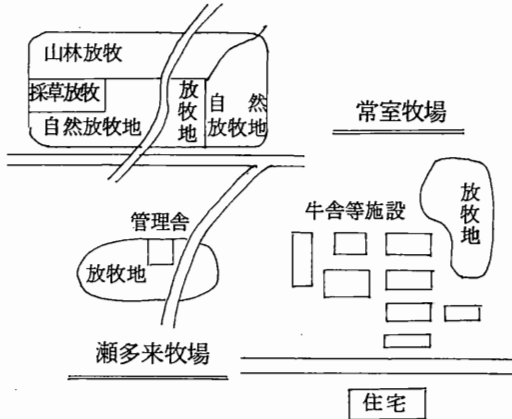 山林放牧
採草放牧
自然放牧地
放牧地
自然
放牧地
常室牧場
放牧地
牛舎等施設
管理舎
放牧地
瀬多来牧場
住宅